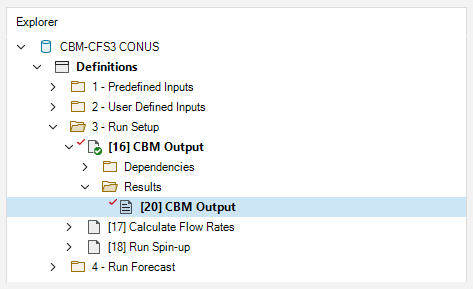 Explorer
CBM-CFS3 CONUS
Definitions
1 - Predefined Inputs
2 - User Defined Inputs
3 - Run Setup
[16] CBM Output
Dependencies
Results
[20] CBM Output
[17] Calculate Flow Rates
[18] Run Spin-up
4 - Run Forecast